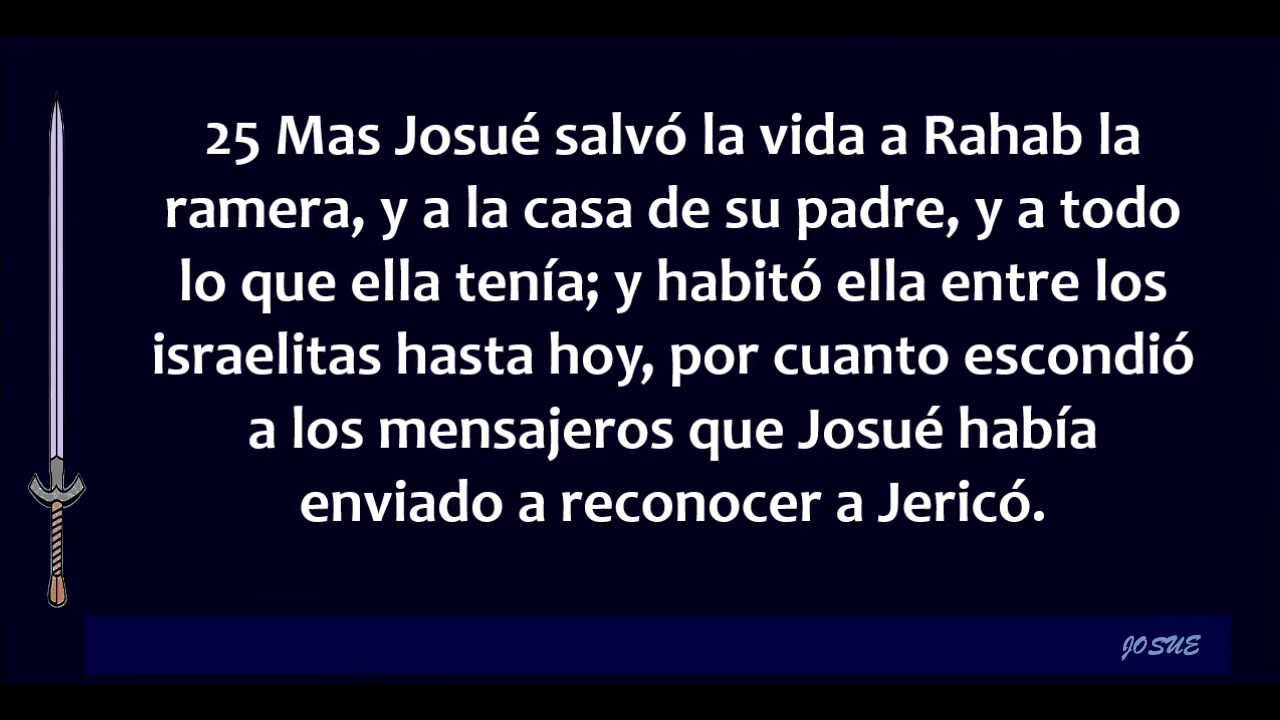 25 Mas Josué salvó la vida a Rahab la
ramera, y a la casa de su padre, y a todo
lo que ella tenía; y habitó ella entre los
israelitas hasta hoy, por cuanto escondió
a los mensajeros que Josué había
enviado a reconocer a Jericó.
JOSUE